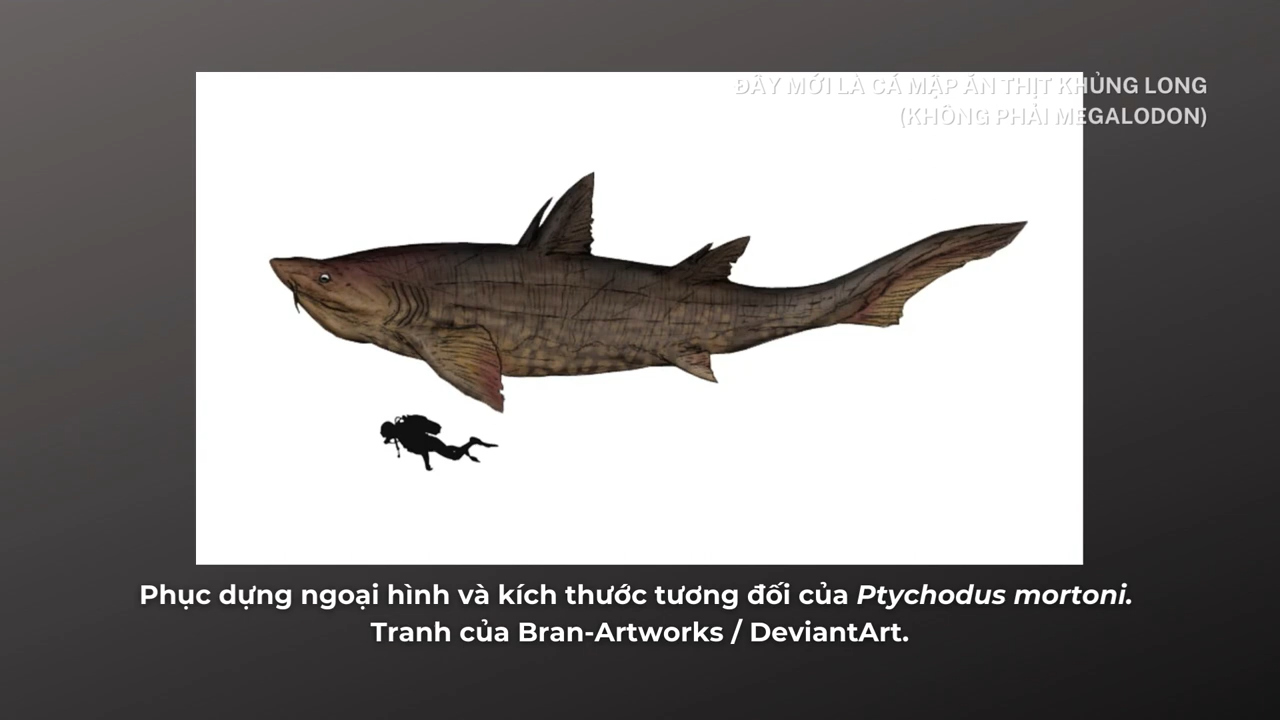 ĐÂY MỚI LÀ CÁ MẬP ĂN THỊT KHỦNG LONG
(KHÔNG PHẢI MEGALODON)
Phục dựng ngoại hình và kích thước tương đối của Ptychodus mortoni.
Tranh của Bran-Artworks / DeviantArt.